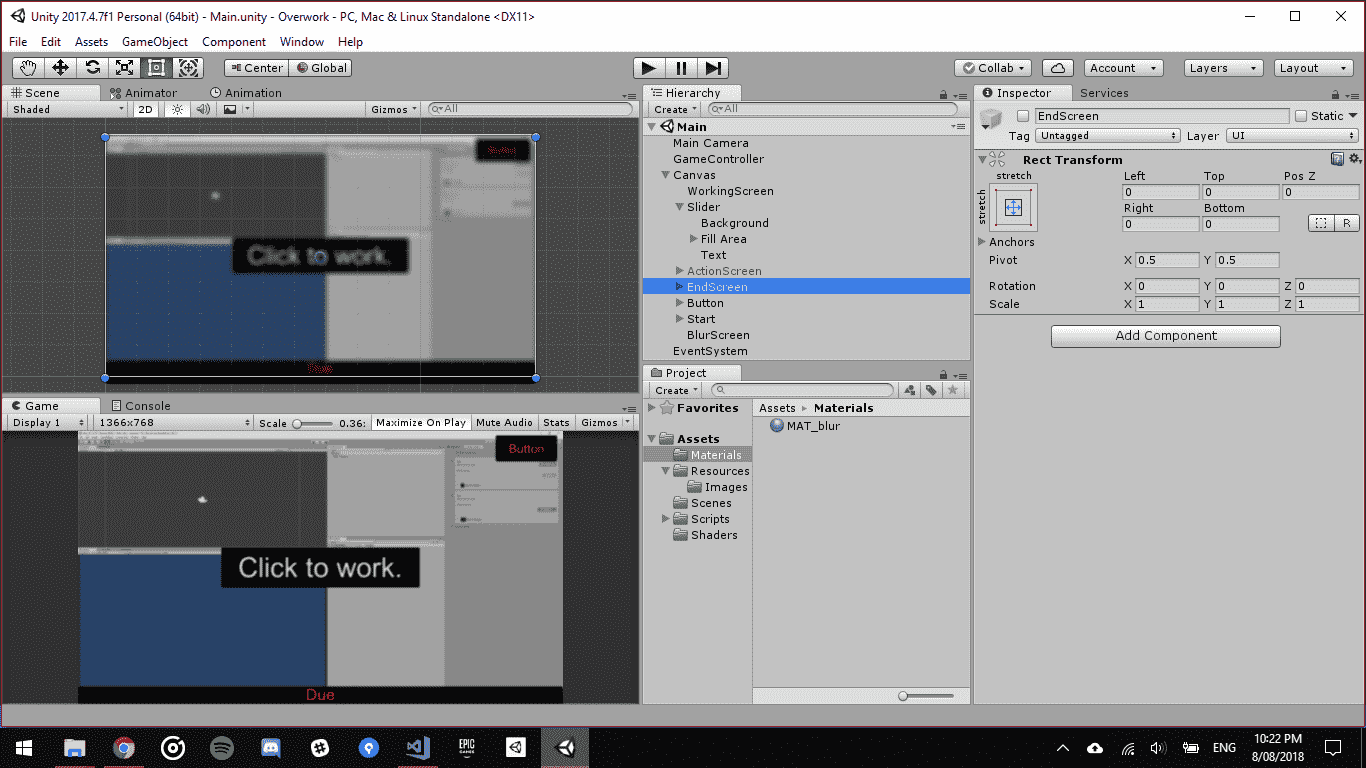 Unity 2017.4.7f1 Personal (64bit) - Main.unity - Overwork - PC, Mac & Linux Standalone <DX11>
File Edit Assets GameObject Component Window Help
Center Global Collab Account Layers Layout
Scene Animator Animation
Shaded 2D Gizmos All
Click to work.
Due
Game Console
Display 1 1366x768 Scale 0.36: Maximize On Play Mute Audio Stats Gizmos
Button
Click to work.
Due
Hierarchy
Create All
Main
Main Camera
GameController
Canvas
WorkingScreen
Slider
Background
Fill Area
Text
ActionScreen
EndScreen
Button
Start
BlurScreen
EventSystem
Project
Create
Favorites
Assets
Materials
Resources
Images
Scenes
Scripts
Shaders
Assets ▸ Materials
MAT_blur
Inspector Services
EndScreen Static
Tag Untagged Layer UI
Rect Transform
stretch Left Top Pos Z
stretch
0 0 0
Right Bottom
0 0 R
Anchors
Pivot X 0.5 Y 0.5
Rotation X 0 Y 0 Z 0
Scale X 1 Y 1 Z 1
Add Component
EPIC GAMES
ENG
10:22 PM
8/08/2018